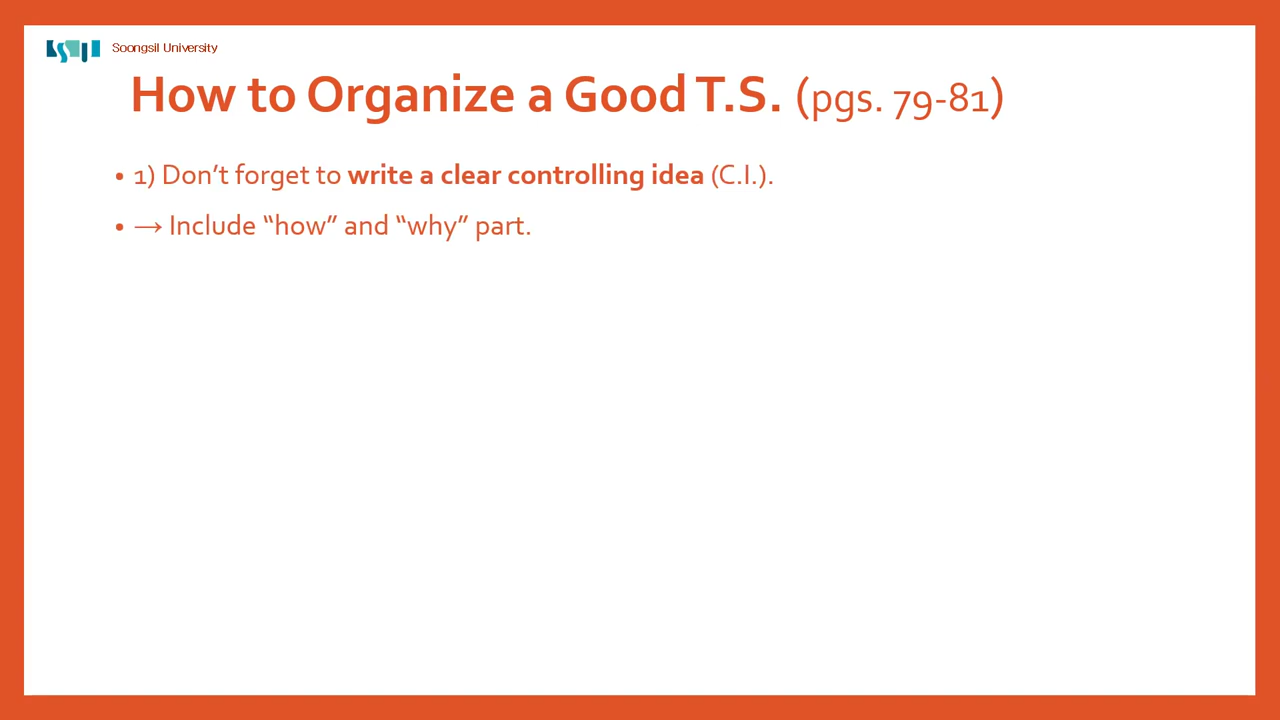 Soongsil University
How to Organize a Good T.S. (pgs. 79-81)
• 1) Don’t forget to write a clear controlling idea (C.I.).
• → Include “how” and “why” part.